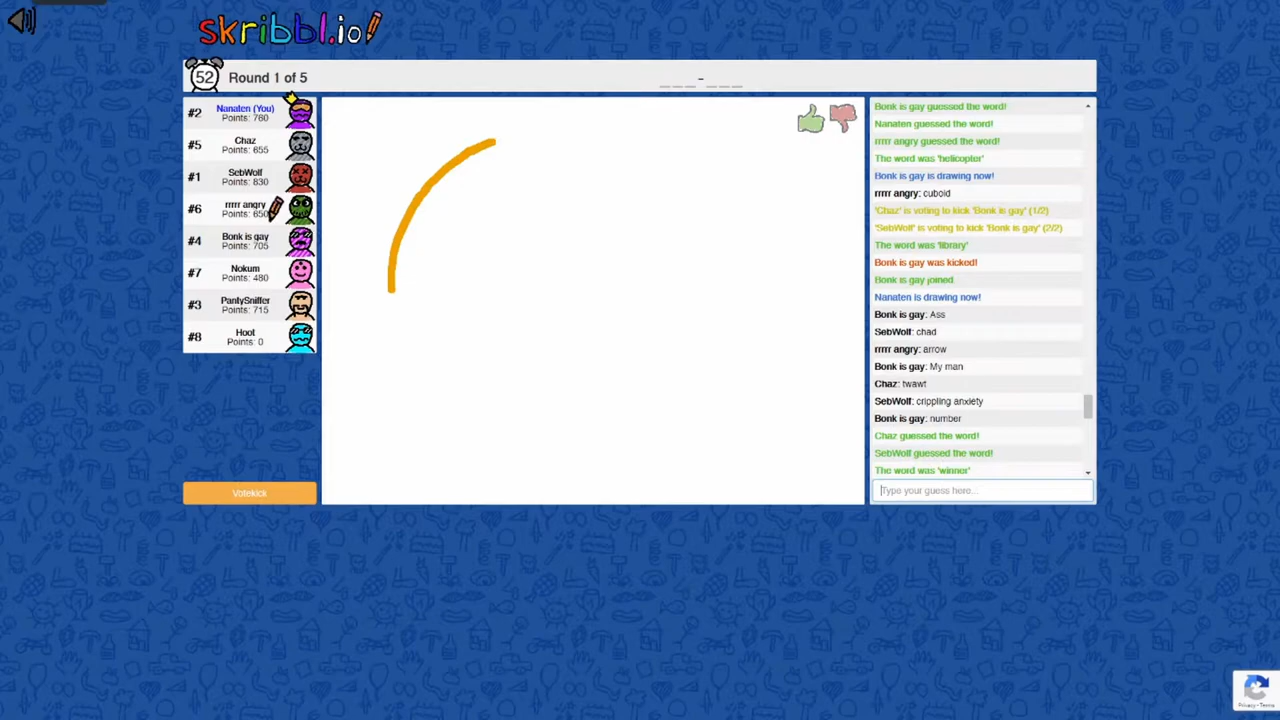 skribbl.io
52
Round 1 of 5
_ _ _ - _ _ _
#2 Nanaten (You)
Points: 760
#5 Chaz
Points: 655
#1 SebWolf
Points: 830
#6 rrrrr angry
Points: 650
#4 Bonk is gay
Points: 705
#7 Nokum
Points: 480
#3 PantySniffer
Points: 715
#8 Hoot
Points: 0
Votekick
Bonk is gay guessed the word!
Nanaten guessed the word!
rrrrr angry guessed the word!
The word was 'helicopter'
Bonk is gay is drawing now!
rrrrr angry: cuboid
'Chaz' is voting to kick 'Bonk is gay' (1/2)
'SebWolf' is voting to kick 'Bonk is gay' (2/2)
The word was 'library'
Bonk is gay was kicked!
Bonk is gay joined
Nanaten is drawing now!
Bonk is gay: Ass
SebWolf: chad
rrrrr angry: arrow
Bonk is gay: My man
Chaz: twawt
SebWolf: crippling anxiety
Bonk is gay: number
Chaz guessed the word!
SebWolf guessed the word!
The word was 'winner'
Type your guess here...
Privacy - Terms